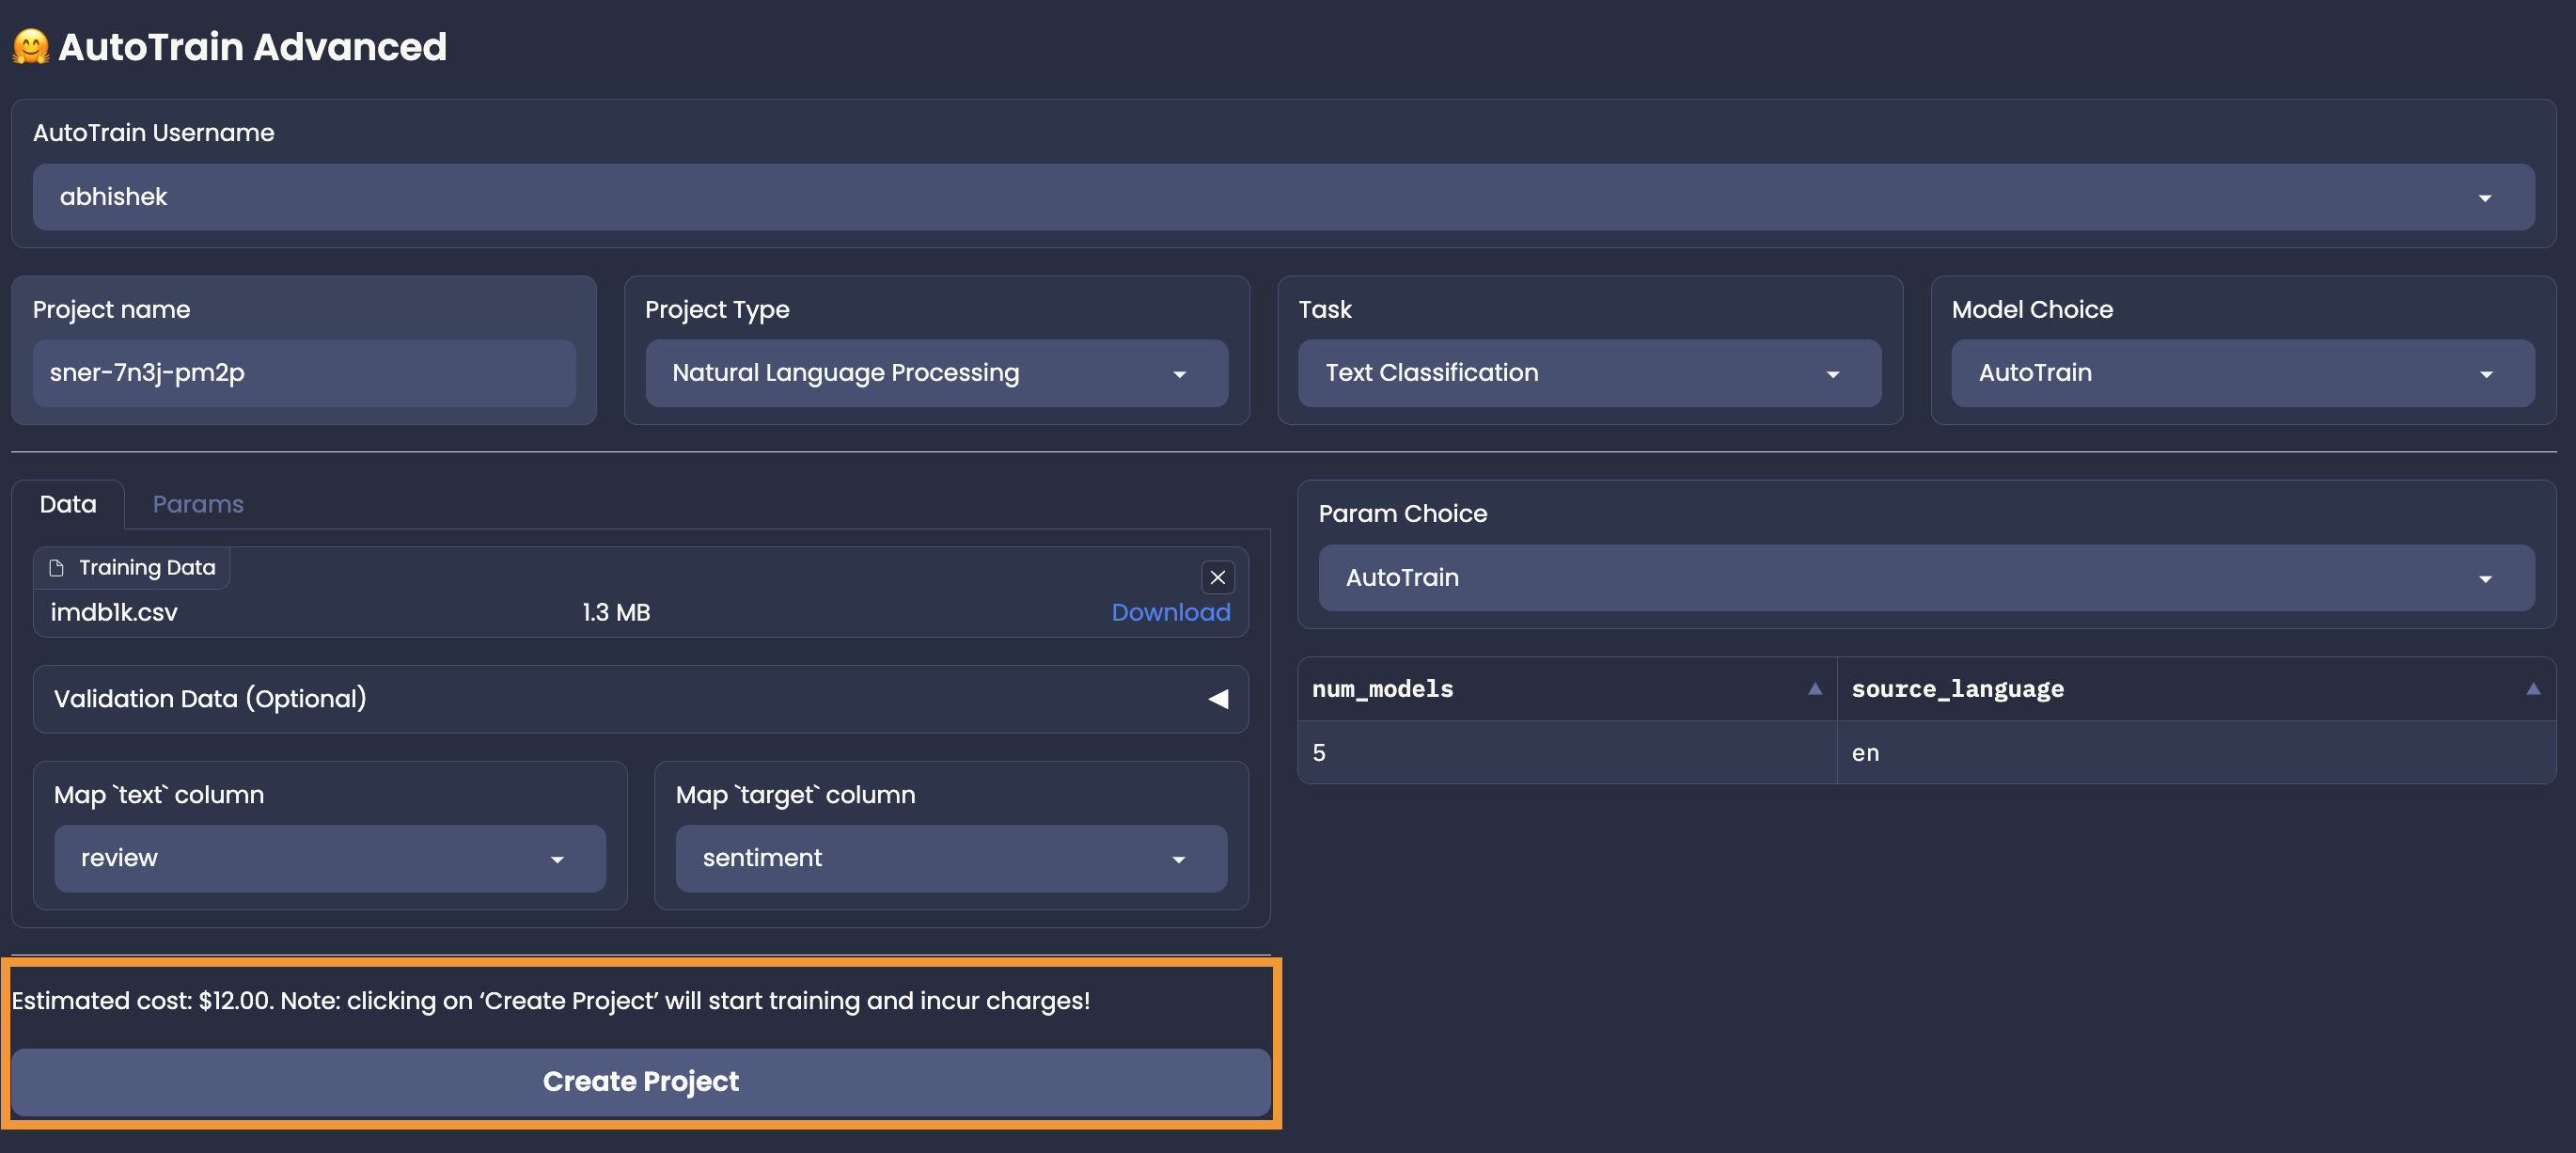 🤗 AutoTrain Advanced
AutoTrain Username
abhishek
Project name
Project Type
Task
Model Choice
sner-7n3j-pm2p
Natural Language Processing
Text Classification
AutoTrain
Data
Params
Param Choice
AutoTrain
Training Data
imdb1k.csv
1.3 MB
Download
Validation Data (Optional)
num_models
source_language
5
en
Map `text` column
Map `target` column
review
sentiment
Estimated cost: $12.00. Note: clicking on ‘Create Project’ will start training and incur charges!
Create Project